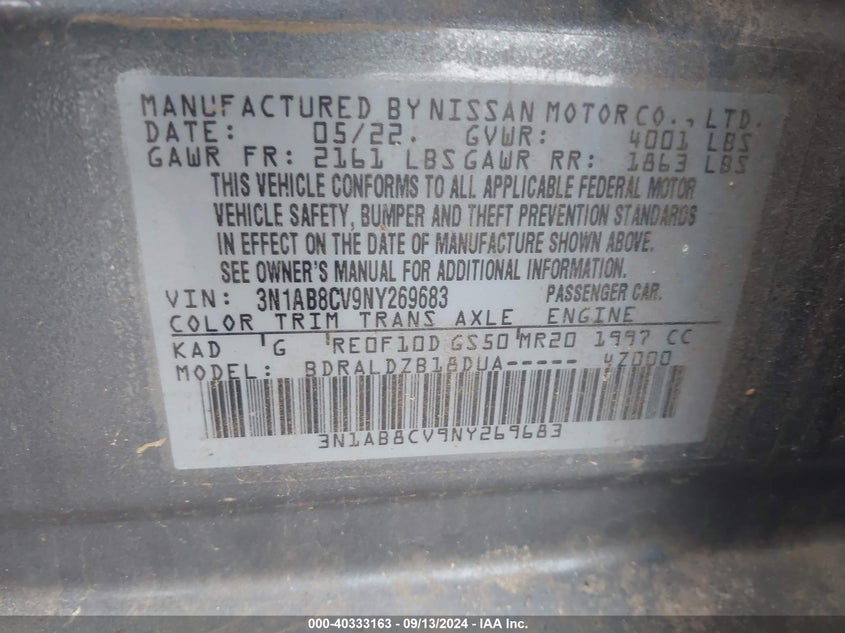 MANUFACTURED BY NISSAN MOTOR CO., LTD.
DATE: 05/22. GVWR: 4001 LBS
GAWR FR: 2161 LBS GAWR RR: 1863 LBS
THIS VEHICLE CONFORMS TO ALL APPLICABLE FEDERAL MOTOR
VEHICLE SAFETY, BUMPER AND THEFT PREVENTION STANDARDS
IN EFFECT ON THE DATE OF MANUFACTURE SHOWN ABOVE.
SEE OWNER'S MANUAL FOR ADDITIONAL INFORMATION.
VIN: 3N1AB8CV9NY269683 PASSENGER CAR.
COLOR TRIM TRANS AXLE ENGINE
KAD G RE0F10D GS50 MR20 1997 CC
MODEL: BDRALDZB18DUA----- 4Z000
3N1AB8CV9NY269683
000-40333163 - 09/13/2024 - IAA Inc.